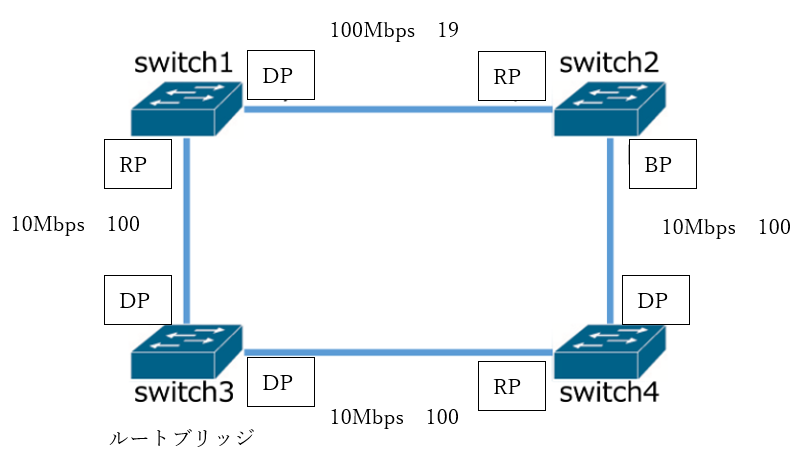 100Mbps　19
switch1
DP
RP
switch2
RP
BP
10Mbps　100
10Mbps　100
DP
DP
switch3
DP
RP
switch4
10Mbps　100
ルートブリッジ